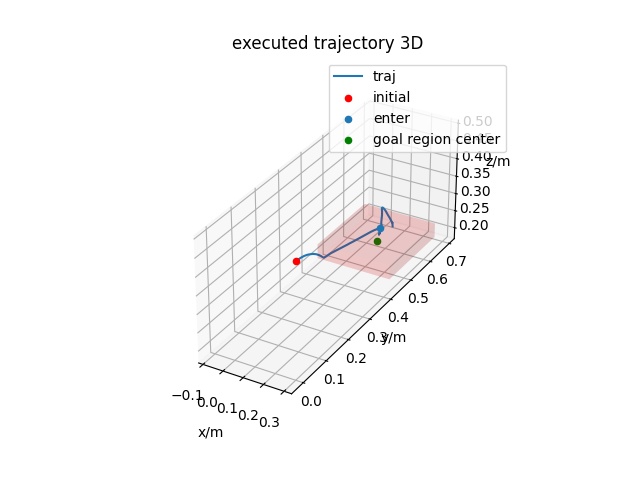 executed trajectory 3D
traj
initial
enter
goal region center
0.50
0.40
z/m
0.35
0.30
0.25
0.20
0.7
0.6
0.5
0.4
0.3
y/m
0.2
0.1
0.0
−0.1
0.0
0.1
0.2
0.3
x/m